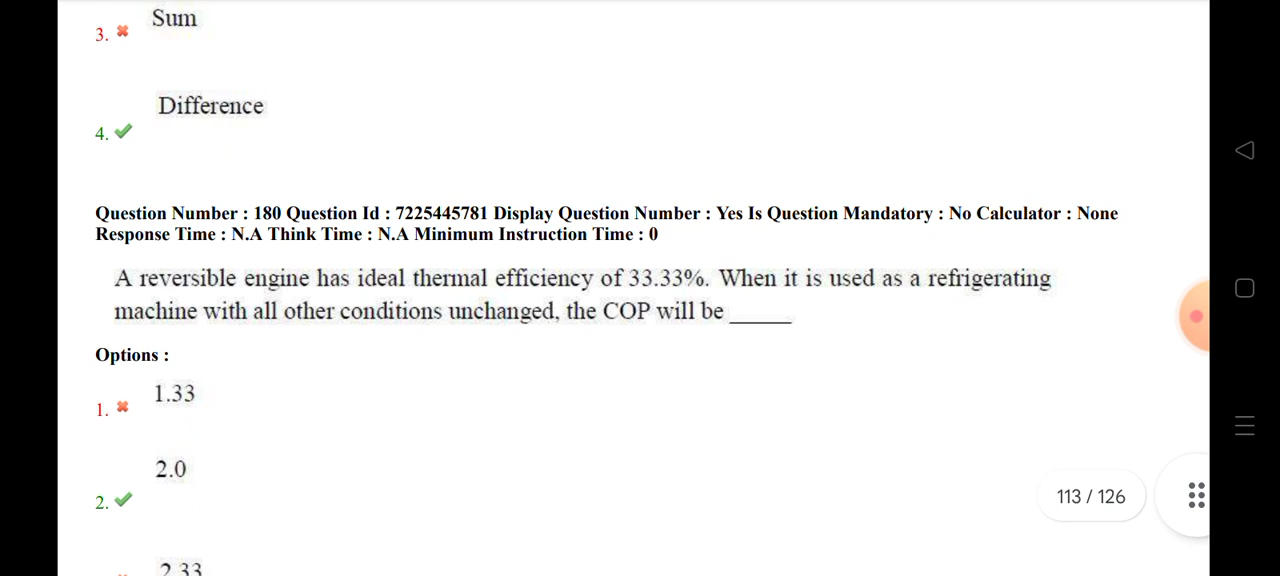 Sum
3.
Difference
4.
Question Number : 180 Question Id : 7225445781 Display Question Number : Yes Is Question Mandatory : No Calculator : None
Response Time : N.A Think Time : N.A Minimum Instruction Time : 0
A reversible engine has ideal thermal efficiency of 33.33%. When it is used as a refrigerating
machine with all other conditions unchanged, the COP will be _____
Options :
1.33
1.
2.0
2.
113 / 126
2.33